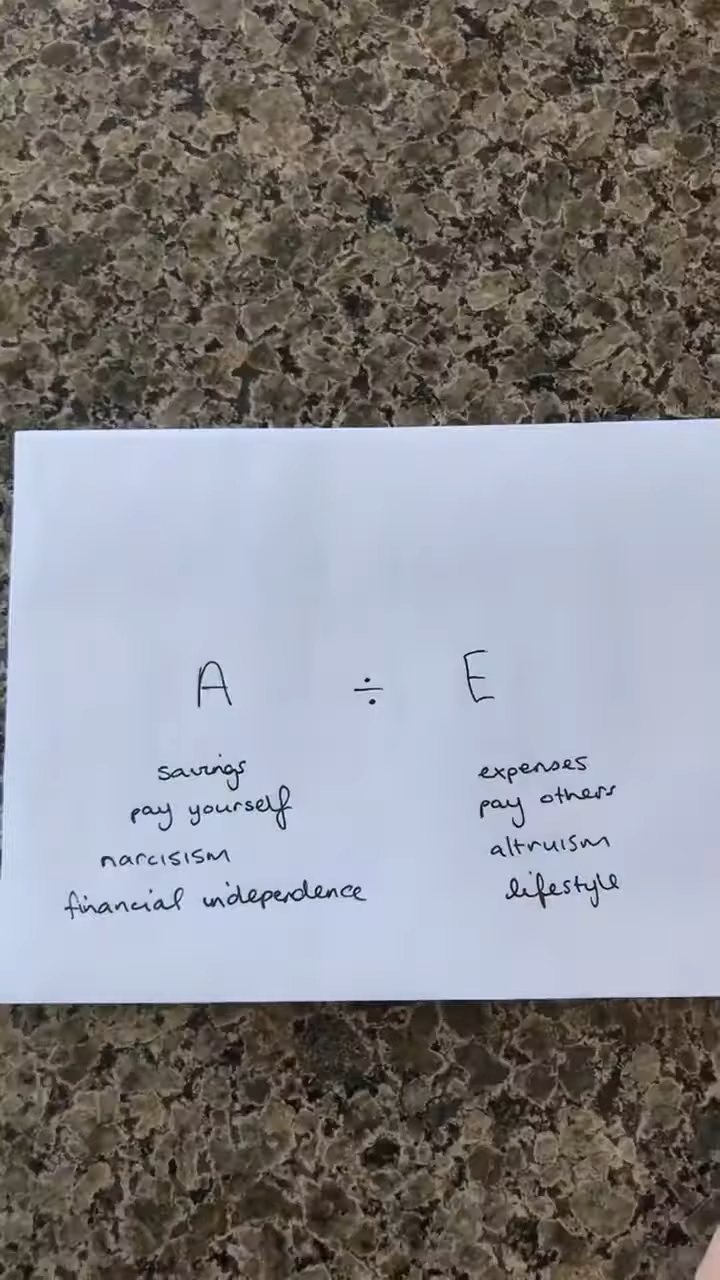 A ÷ E
savings expenses
pay yourself pay others
narcisism altruism
financial independence lifestyle